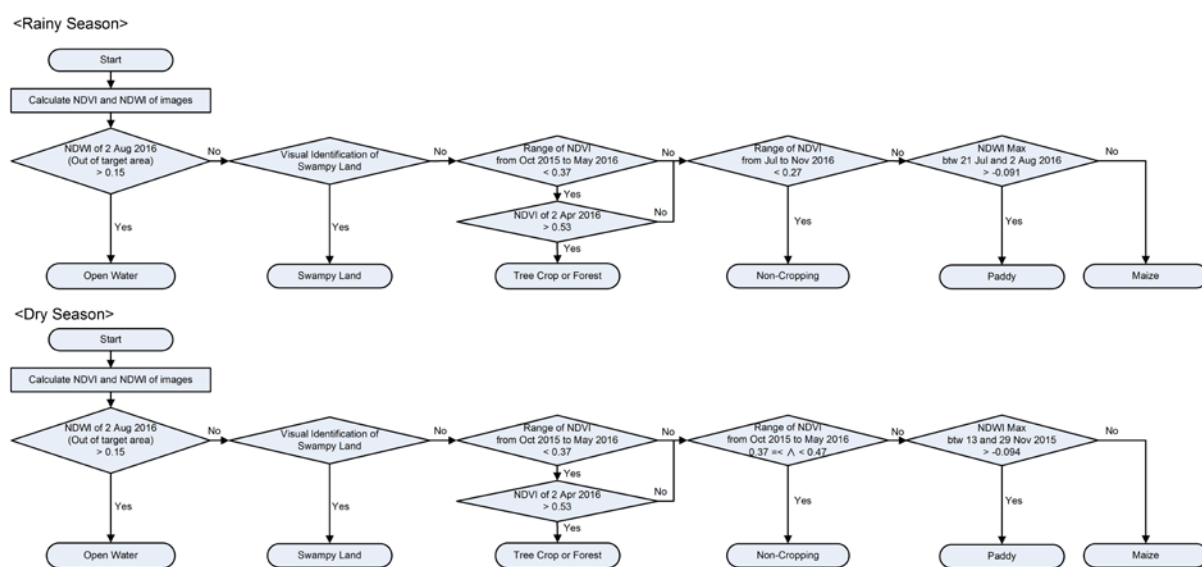 <Rainy Season>
Start
Calculate NDVI and NDWI of images
NDWI of 2 Aug 2016
(Out of target area)
> 0.15
No
Visual Identification of
Swampy Land
No
Range of NDVI
from Oct 2015 to May 2016
< 0.37
No
Range of NDVI
from Jul to Nov 2016
< 0.27
No
NDWI Max
btw 21 Jul and 2 Aug 2016
> -0.091
No
Yes
NDVI of 2 Apr 2016
> 0.53
No
Yes
Yes
Yes
Yes
Yes
Open Water
Swampy Land
Tree Crop or Forest
Non-Cropping
Paddy
Maize
<Dry Season>
Start
Calculate NDVI and NDWI of images
NDWI of 2 Aug 2016
(Out of target area)
> 0.15
No
Visual Identification of
Swampy Land
No
Range of NDVI
from Oct 2015 to May 2016
< 0.37
No
Range of NDVI
from Oct 2015 to May 2016
0.37 =< ∧ < 0.47
No
NDWI Max
btw 13 and 29 Nov 2015
> -0.094
No
Yes
NDVI of 2 Apr 2016
> 0.53
No
Yes
Yes
Yes
Yes
Yes
Open Water
Swampy Land
Tree Crop or Forest
Non-Cropping
Paddy
Maize